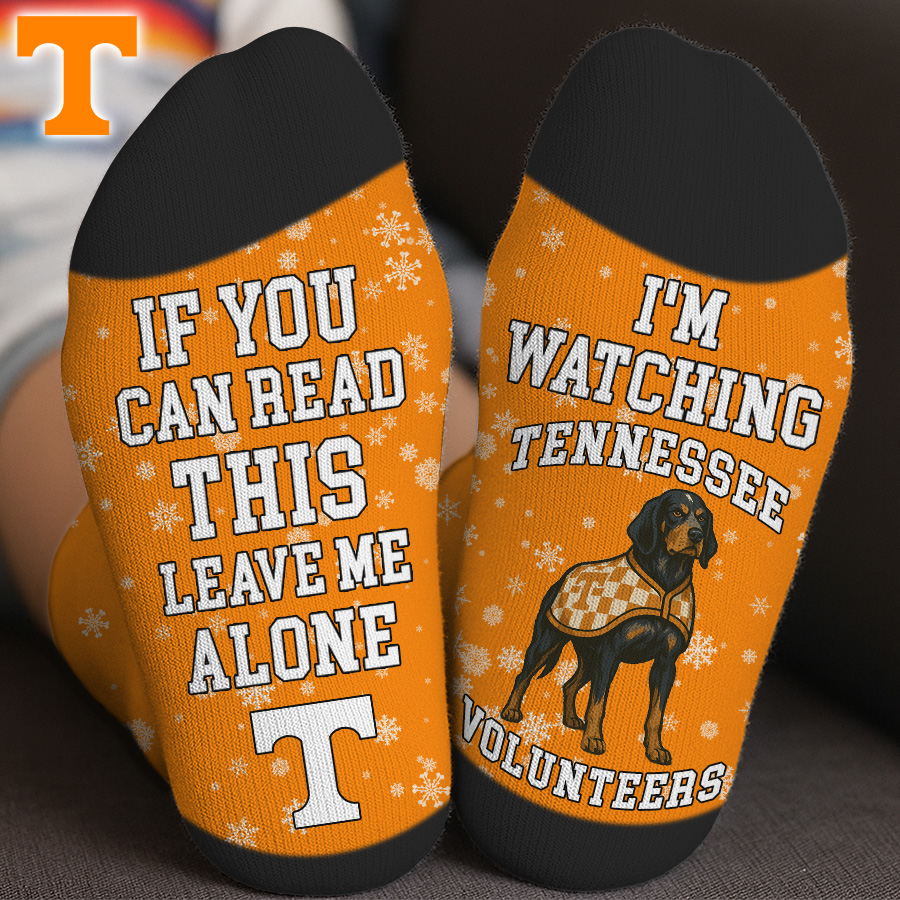 T
IF YOU
CAN READ
THIS
LEAVE ME
ALONE
T
I'M
WATCHING
TENNESSEE
T
VOLUNTEERS